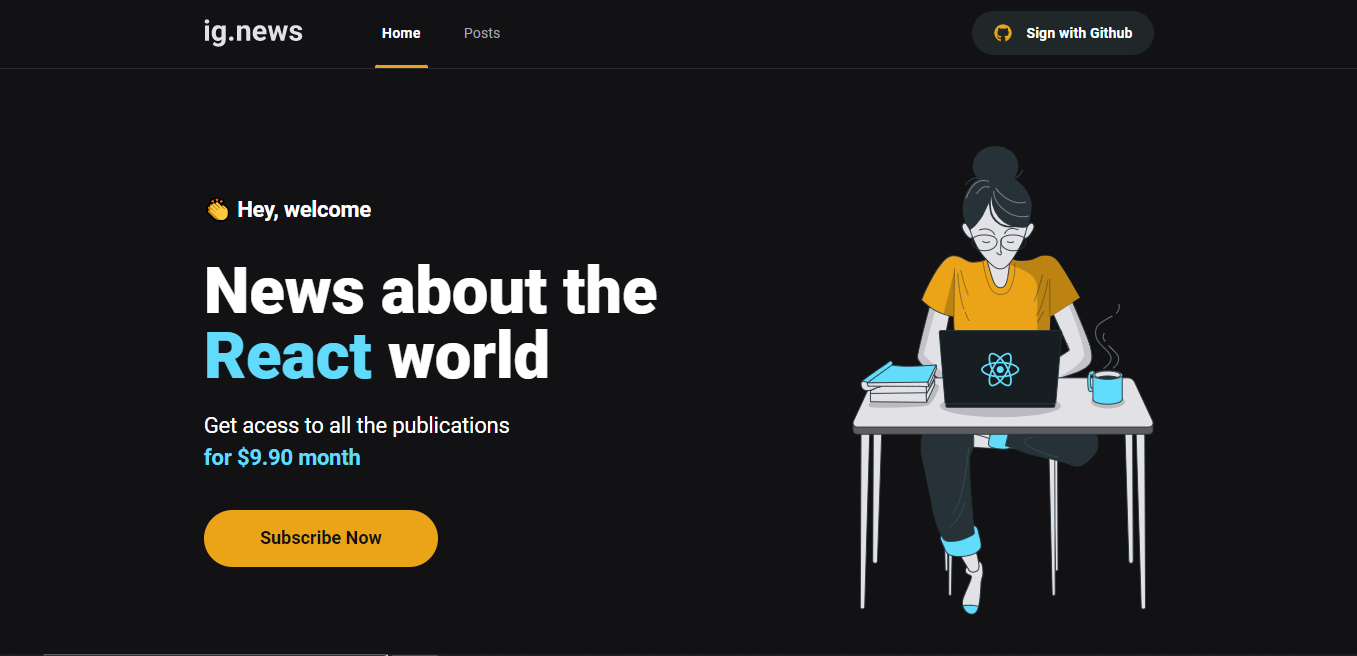 ig.news
Home
Posts
Sign with Github
👏 Hey, welcome
News about the
React world
Get acess to all the publications
for $9.90 month
Subscribe Now